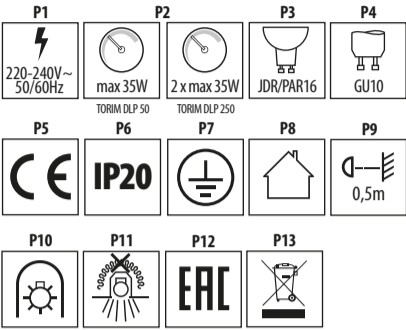 P1
P2
P3
P4
220-240V~
50/60Hz
max 35W
2 x max 35W
JDR/PAR16
GU10
TORIM DLP 50
TORIM DLP 250
P5
P6
P7
P8
P9
CE
IP20
0,5m
P10
P11
P12
P13
EAC